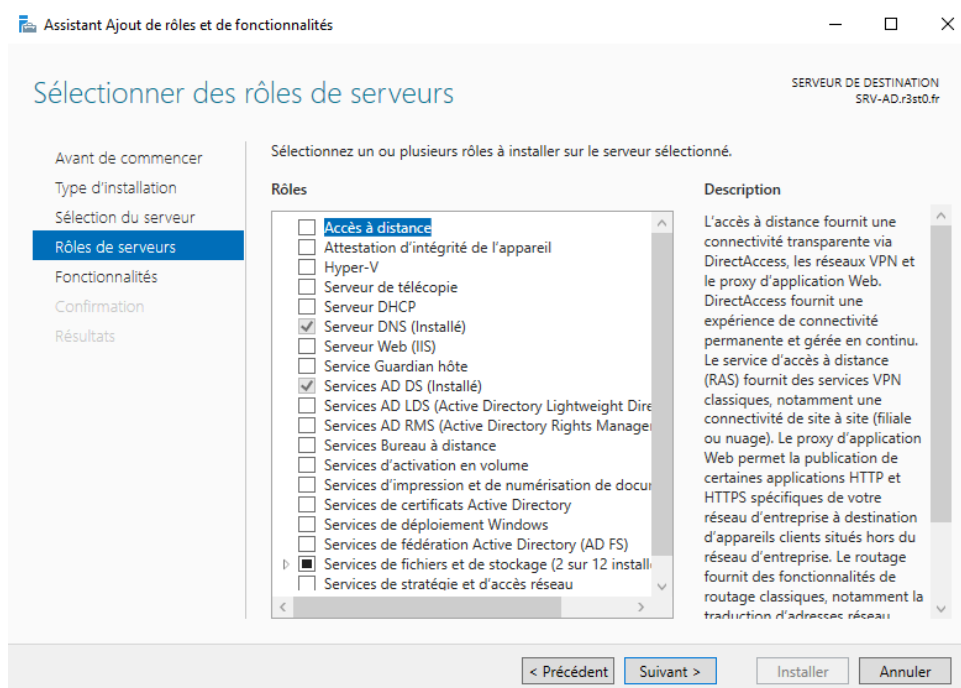 Assistant Ajout de rôles et de fonctionnalités
Sélectionner des rôles de serveurs
SERVEUR DE DESTINATION
SRV-AD.r3st0.fr
Avant de commencer
Type d'installation
Sélection du serveur
Rôles de serveurs
Fonctionnalités
Confirmation
Résultats
Sélectionnez un ou plusieurs rôles à installer sur le serveur sélectionné.
Rôles
Accès à distance
Attestation d'intégrité de l'appareil
Hyper-V
Serveur de télécopie
Serveur DHCP
Serveur DNS (Installé)
Serveur Web (IIS)
Service Guardian hôte
Services AD DS (Installé)
Services AD LDS (Active Directory Lightweight Dire
Services AD RMS (Active Directory Rights Manage
Services Bureau à distance
Services d'activation en volume
Services d'impression et de numérisation de docu
Services de certificats Active Directory
Services de déploiement Windows
Services de fédération Active Directory (AD FS)
Services de fichiers et de stockage (2 sur 12 install
Services de stratégie et d'accès réseau
Description
L'accès à distance fournit une
connectivité transparente via
DirectAccess, les réseaux VPN et
le proxy d'application Web.
DirectAccess fournit une
expérience de connectivité
permanente et gérée en continu.
Le service d'accès à distance
(RAS) fournit des services VPN
classiques, notamment une
connectivité de site à site (filiale
ou nuage). Le proxy d'application
Web permet la publication de
certaines applications HTTP et
HTTPS spécifiques de votre
réseau d'entreprise à destination
d'appareils clients situés hors du
réseau d'entreprise. Le routage
fournit des fonctionnalités de
routage classiques, notamment la
traduction d'adresses réseau
< Précédent
Suivant >
Installer
Annuler